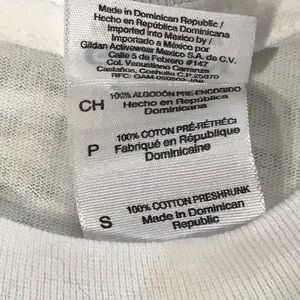 Made in Dominican Republic /
Hecho en República Dominicana
Imported into Mexico by /
Importado a México por
Gildan Activewear Mexico S.A. de C.V.
Calle 5 de Febrero #147
Col. Venustiano Carranza
Castaños, Coahuila C.P. 25870
RFC:
CH
100% ALGODÓN PRE-ENCOGIDO
Hecho en República
Dominicana
P
100% COTON PRÉ-RÉTRÉCI
Fabriqué en République
Dominicaine
S
100% COTTON PRESHRUNK
Made in Dominican
Republic